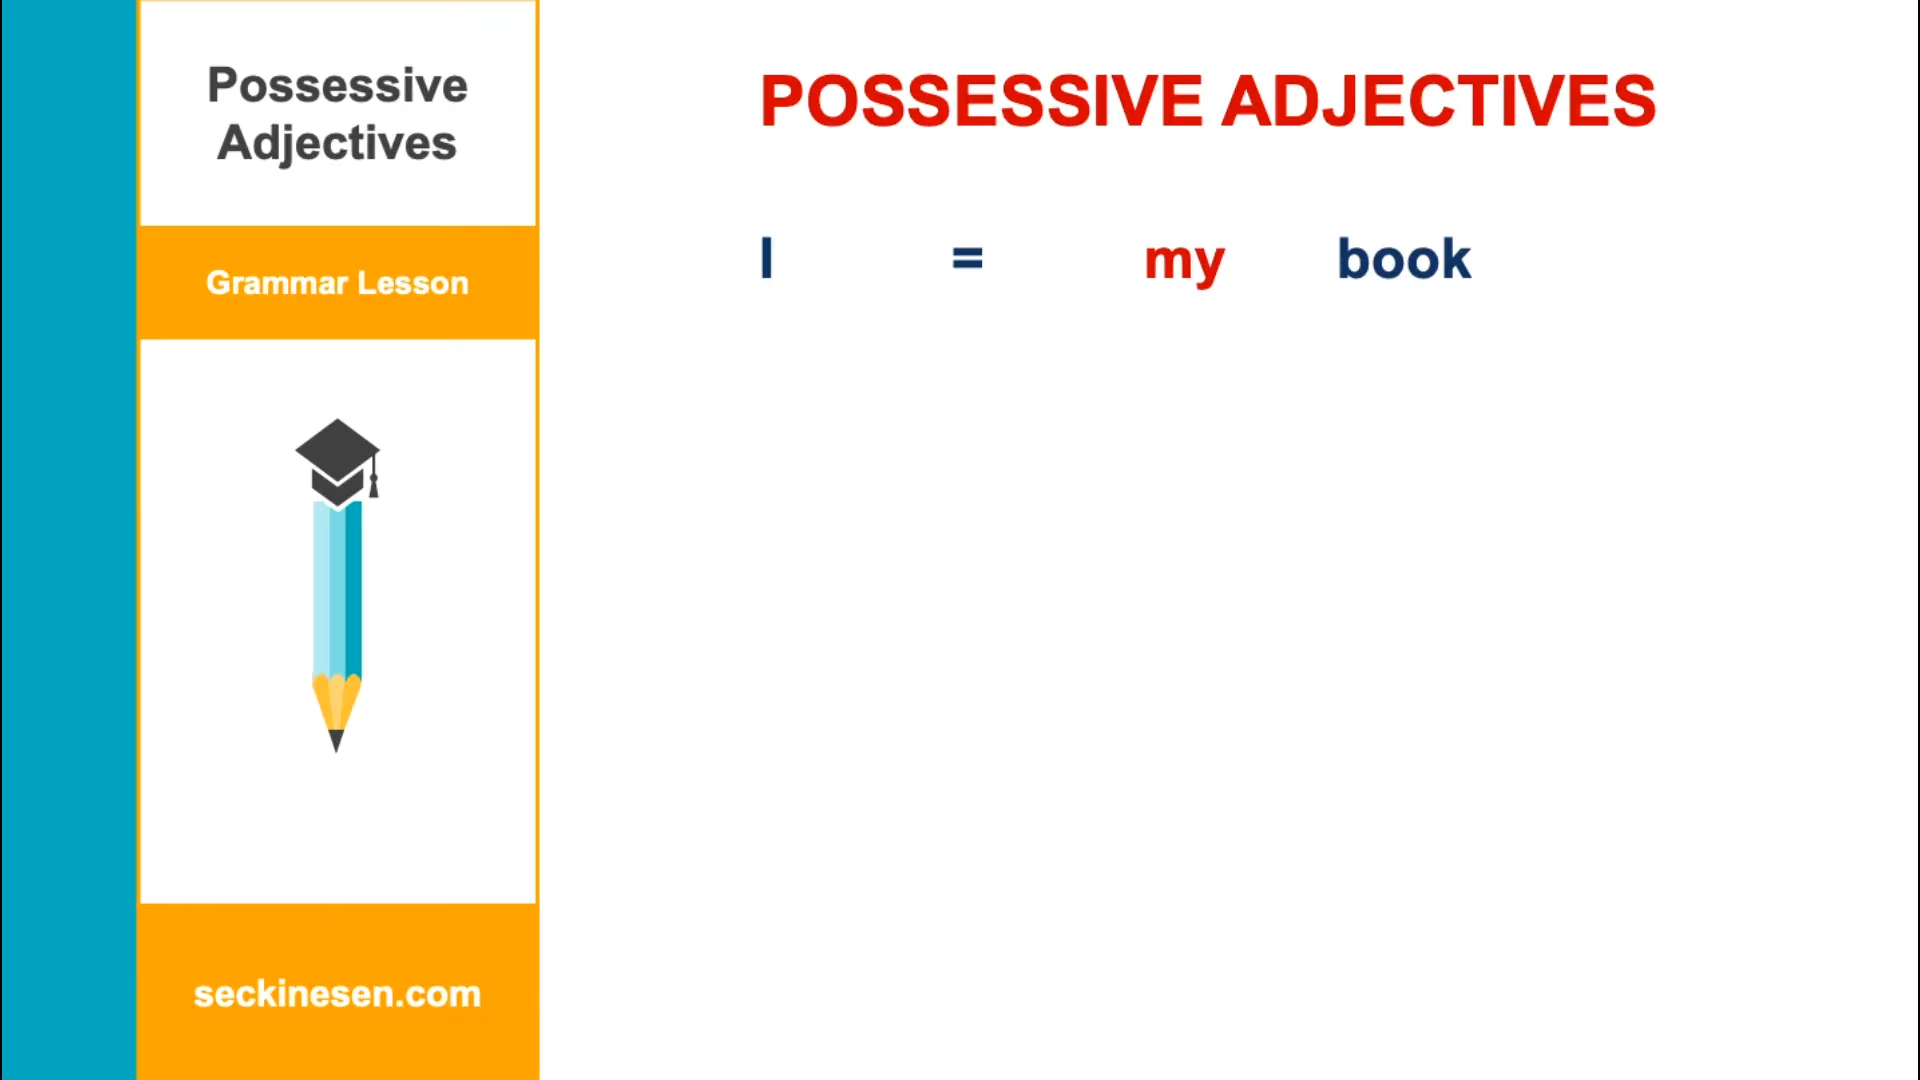 Possessive
Adjectives
Grammar Lesson
seckinesen.com
POSSESSIVE ADJECTIVES
I = my book